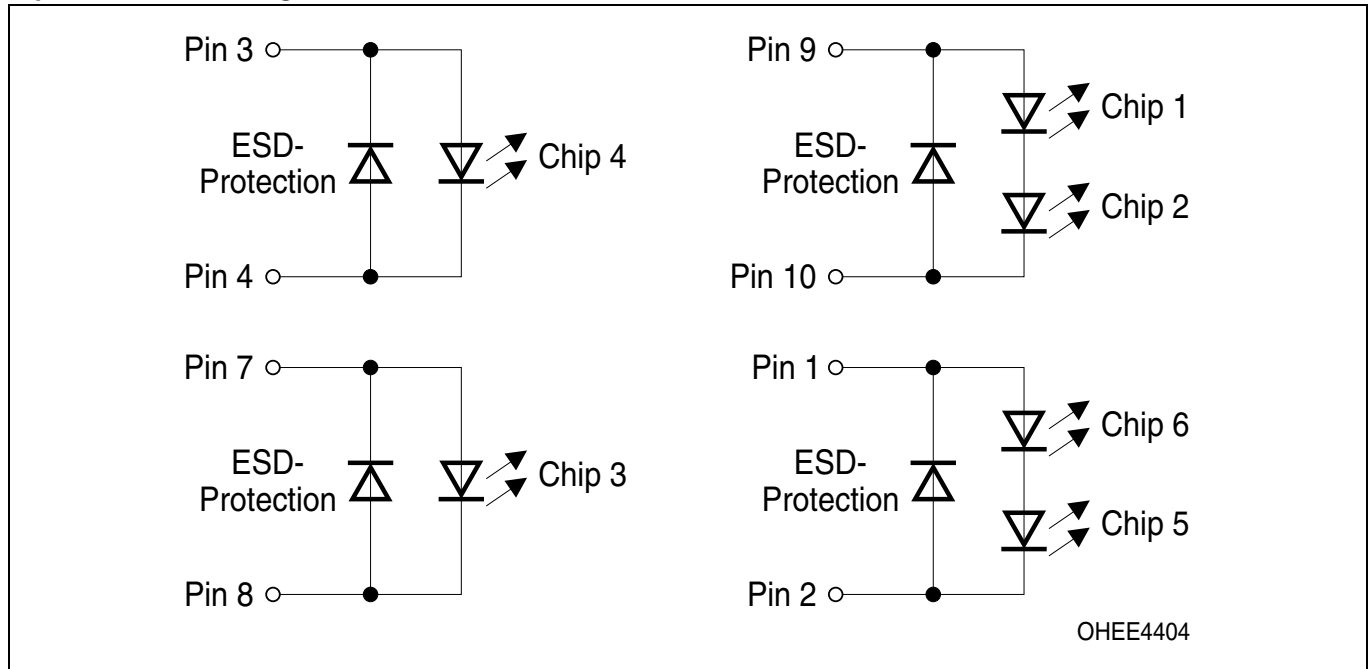 Pin 3
ESD-
Protection
Chip 4
Pin 4
Pin 9
Chip 1
ESD-
Protection
Chip 2
Pin 10
Pin 7
ESD-
Protection
Chip 3
Pin 8
Pin 1
Chip 6
ESD-
Protection
Chip 5
Pin 2
OHEE4404